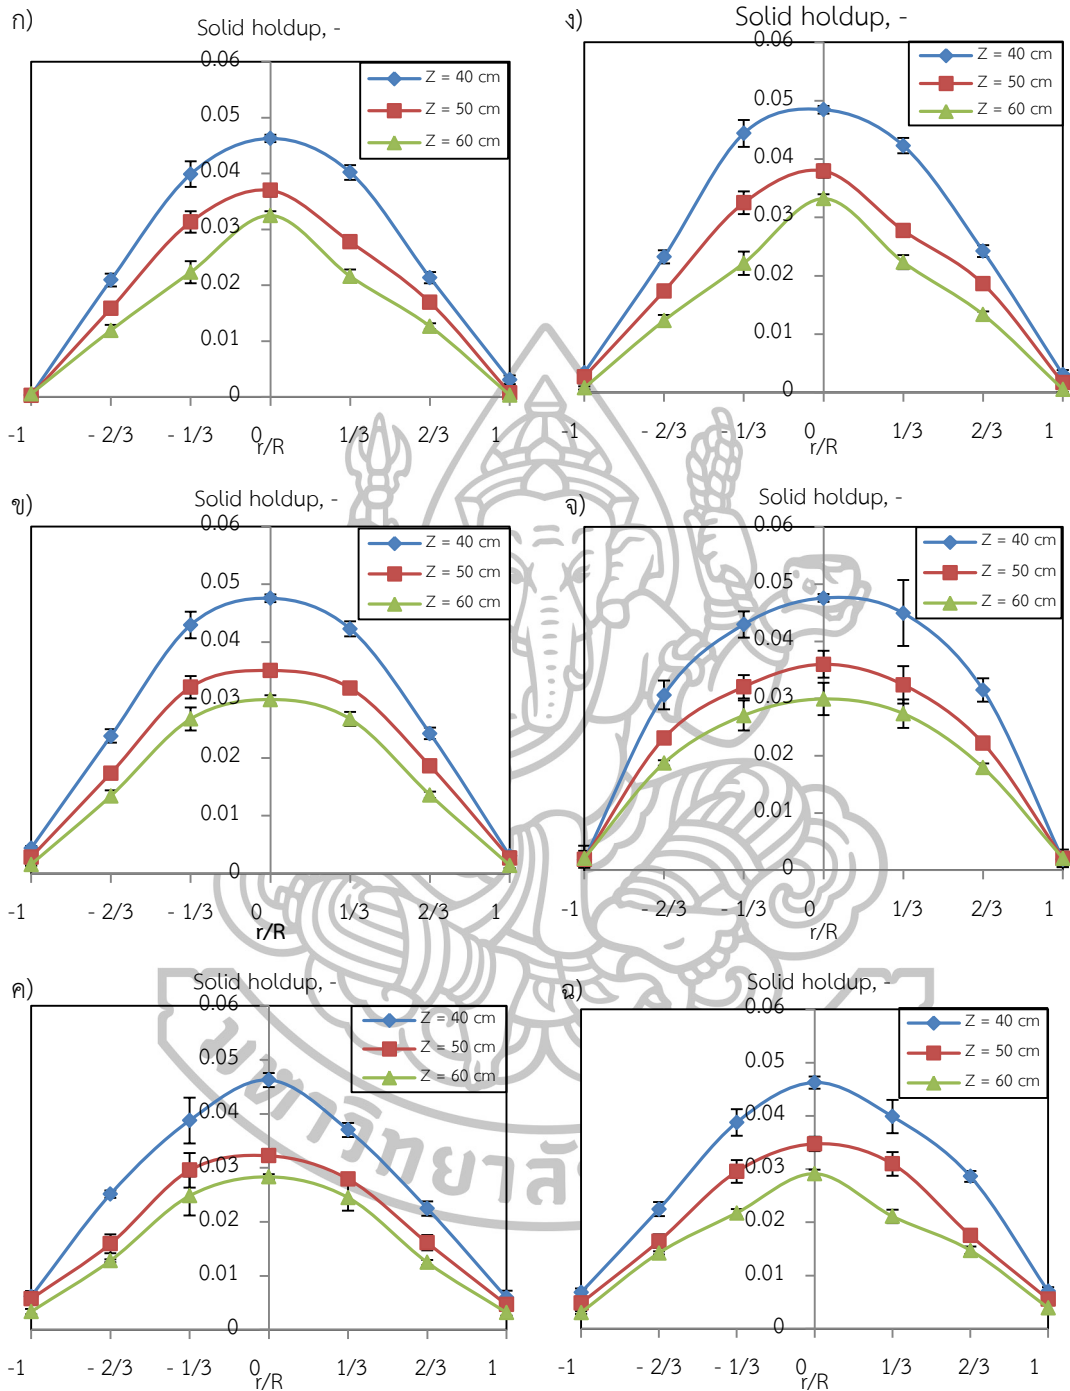 ก)
Solid holdup, -
0.06
0.05
0.04
0.03
0.02
0.01
0
Z = 40 cm
Z = 50 cm
Z = 60 cm
-1 - 2/3 - 1/3 0 1/3 2/3 1
r/R
ง)
Solid holdup, -
0.06
0.05
0.04
0.03
0.02
0.01
0
Z = 40 cm
Z = 50 cm
Z = 60 cm
-1 - 2/3 - 1/3 0 1/3 2/3 1
r/R
ข)
Solid holdup, -
0.06
0.05
0.04
0.03
0.02
0.01
0
Z = 40 cm
Z = 50 cm
Z = 60 cm
-1 - 2/3 - 1/3 0 1/3 2/3 1
r/R
จ)
Solid holdup, -
0.06
0.05
0.04
0.03
0.02
0.01
0
Z = 40 cm
Z = 50 cm
Z = 60 cm
-1 - 2/3 - 1/3 0 1/3 2/3 1
r/R
ค)
Solid holdup, -
0.06
0.05
0.04
0.03
0.02
0.01
0
Z = 40 cm
Z = 50 cm
Z = 60 cm
-1 - 2/3 - 1/3 0 1/3 2/3 1
r/R
ฉ)
Solid holdup, -
0.06
0.05
0.04
0.03
0.02
0.01
0
Z = 40 cm
Z = 50 cm
Z = 60 cm
-1 - 2/3 - 1/3 0 1/3 2/3 1
r/R